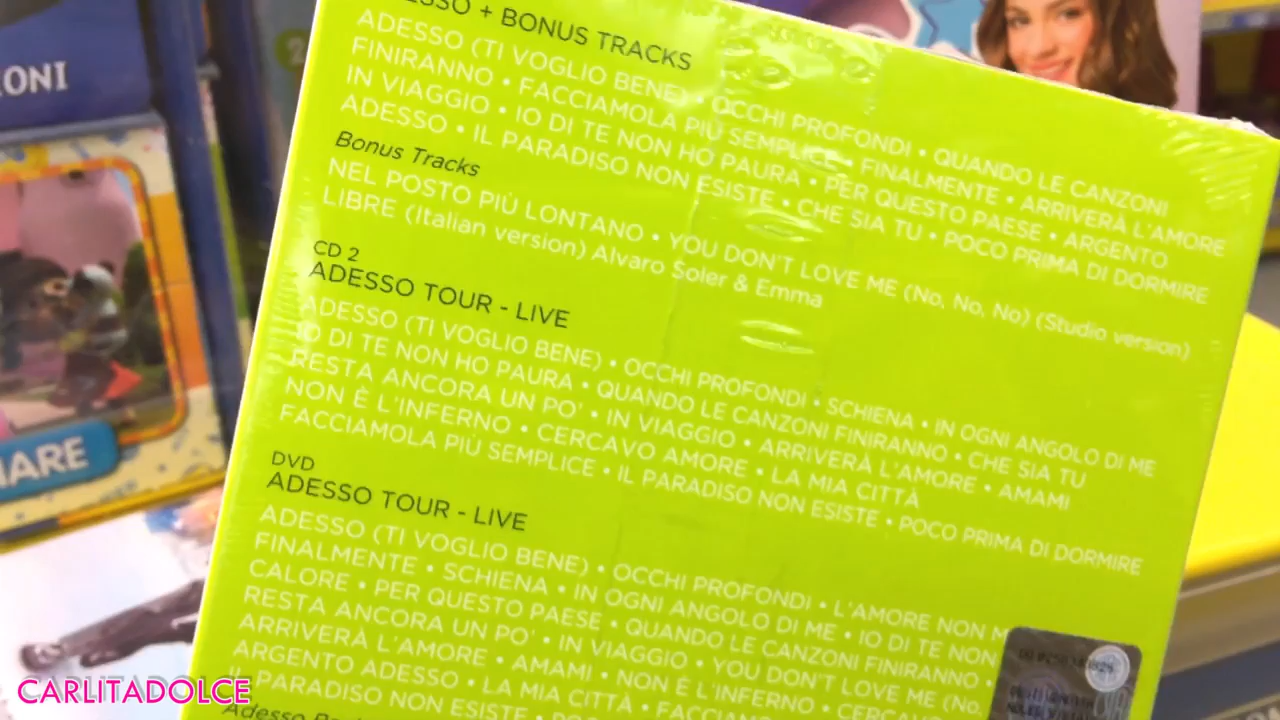 ESSO + BONUS TRACKS
ADESSO (TI VOGLIO BENE) • OCCHI PROFONDI • QUANDO LE CANZONI
FINIRANNO • FACCIAMOLA PIÙ SEMPLICE • FINALMENTE • ARRIVERÀ L'AMORE
IN VIAGGIO • IO DI TE NON HO PAURA • PER QUESTO PAESE • ARGENTO
ADESSO • IL PARADISO NON ESISTE • CHE SIA TU • POCO PRIMA DI DORMIRE
Bonus Tracks
NEL POSTO PIÙ LONTANO • YOU DON'T LOVE ME (No, No, No) (Studio version)
LIBRE (Italian version) Alvaro Soler & Emma
CD 2
ADESSO TOUR - LIVE
ADESSO (TI VOGLIO BENE) • OCCHI PROFONDI • SCHIENA • IN OGNI ANGOLO DI ME
IO DI TE NON HO PAURA • QUANDO LE CANZONI FINIRANNO • CHE SIA TU
RESTA ANCORA UN PO' • IN VIAGGIO • ARRIVERÀ L'AMORE • AMAMI
NON È L'INFERNO • CERCAVO AMORE • LA MIA CITTÀ
FACCIAMOLA PIÙ SEMPLICE • IL PARADISO NON ESISTE • POCO PRIMA DI DORMIRE
DVD
ADESSO TOUR - LIVE
ADESSO (TI VOGLIO BENE) • OCCHI PROFONDI • L'AMORE NON M
FINALMENTE • SCHIENA • IN OGNI ANGOLO DI ME • IO DI TE NON
CALORE • PER QUESTO PAESE • QUANDO LE CANZONI FINIRANNO •
RESTA ANCORA UN PO' • IN VIAGGIO • YOU DON'T LOVE ME (No,
ARRIVERÀ L'AMORE • AMAMI • NON È L'INFERNO • CERCAVO
ARGENTO ADESSO • LA MIA CITTÀ • FACCIAMO
IL PARADISO NON ESISTE • POCO PRIMA
Adesso
IONI
IARE
CARLITADOLCE